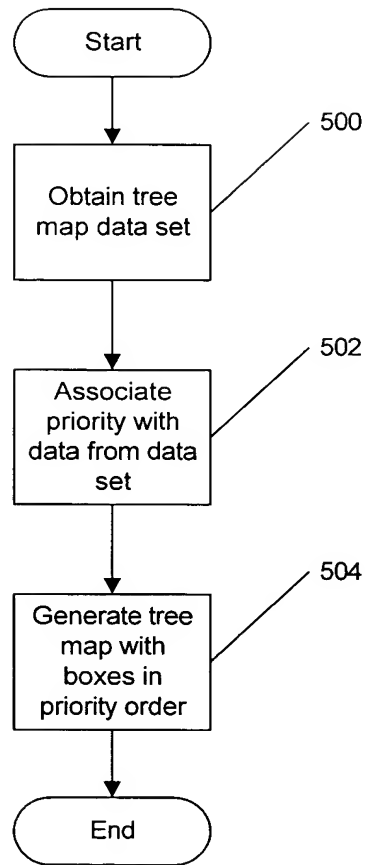 Start
500
Obtain tree
map data set
502
Associate
priority with
data from data
set
504
Generate tree
map with
boxes in
priority order
End